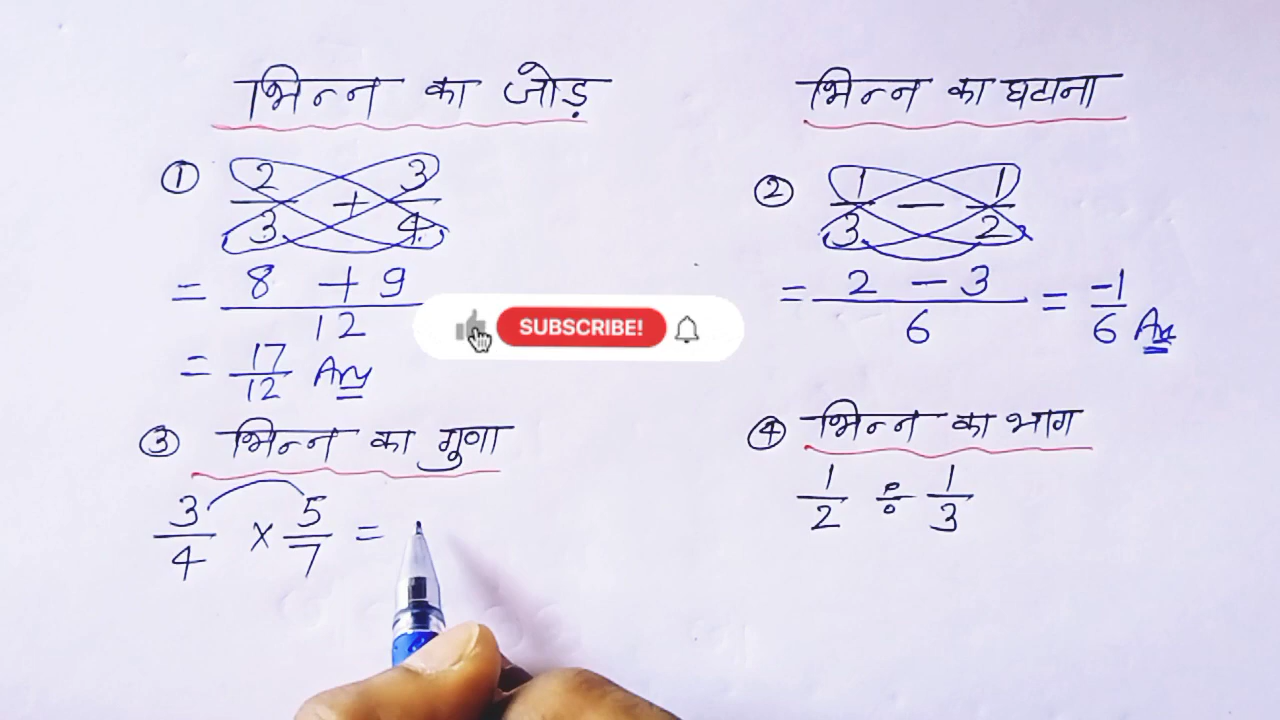 भिन्न का जोड़
① 2/3 + 3/4
= 8 + 9 / 12
= 17/12 Ans
भिन्न का घटाना
② 1/3 − 1/2
= 2 − 3 / 6 = −1/6 Ans
SUBSCRIBE!
③ भिन्न का गुणा
3/4 × 5/7 =
④ भिन्न का भाग
1/2 ÷ 1/3